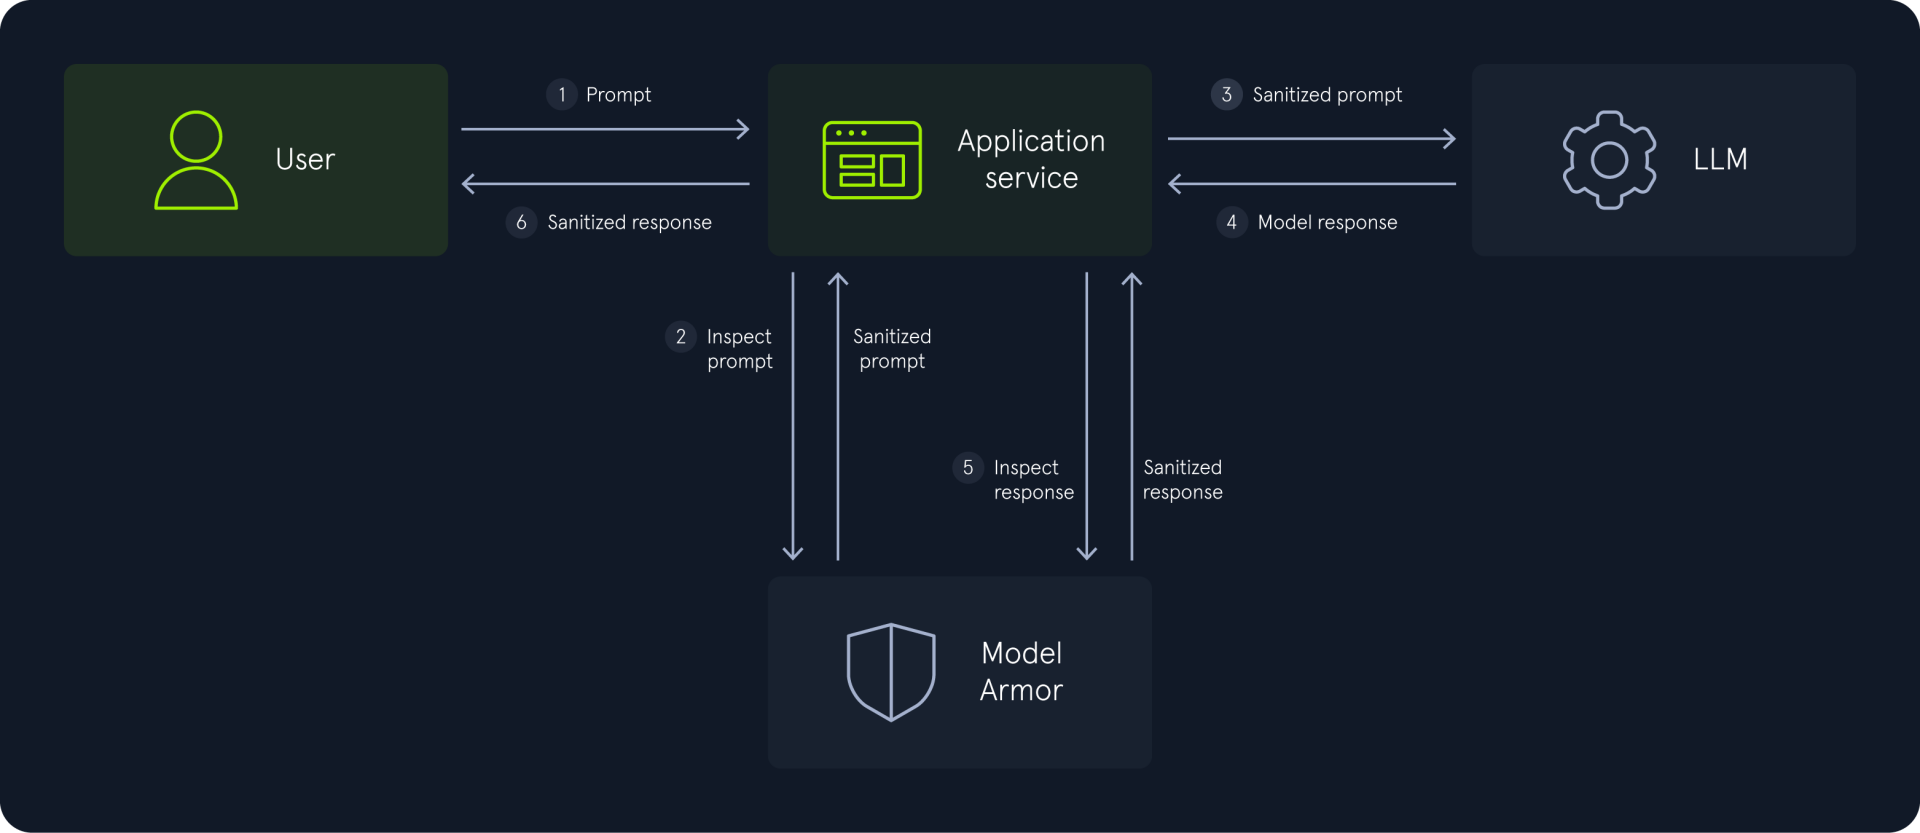 1 Prompt
3 Sanitized prompt
User
Application
service
LLM
6 Sanitized response
4 Model response
2 Inspect
prompt
Sanitized
prompt
5 Inspect
response
Sanitized
response
Model
Armor